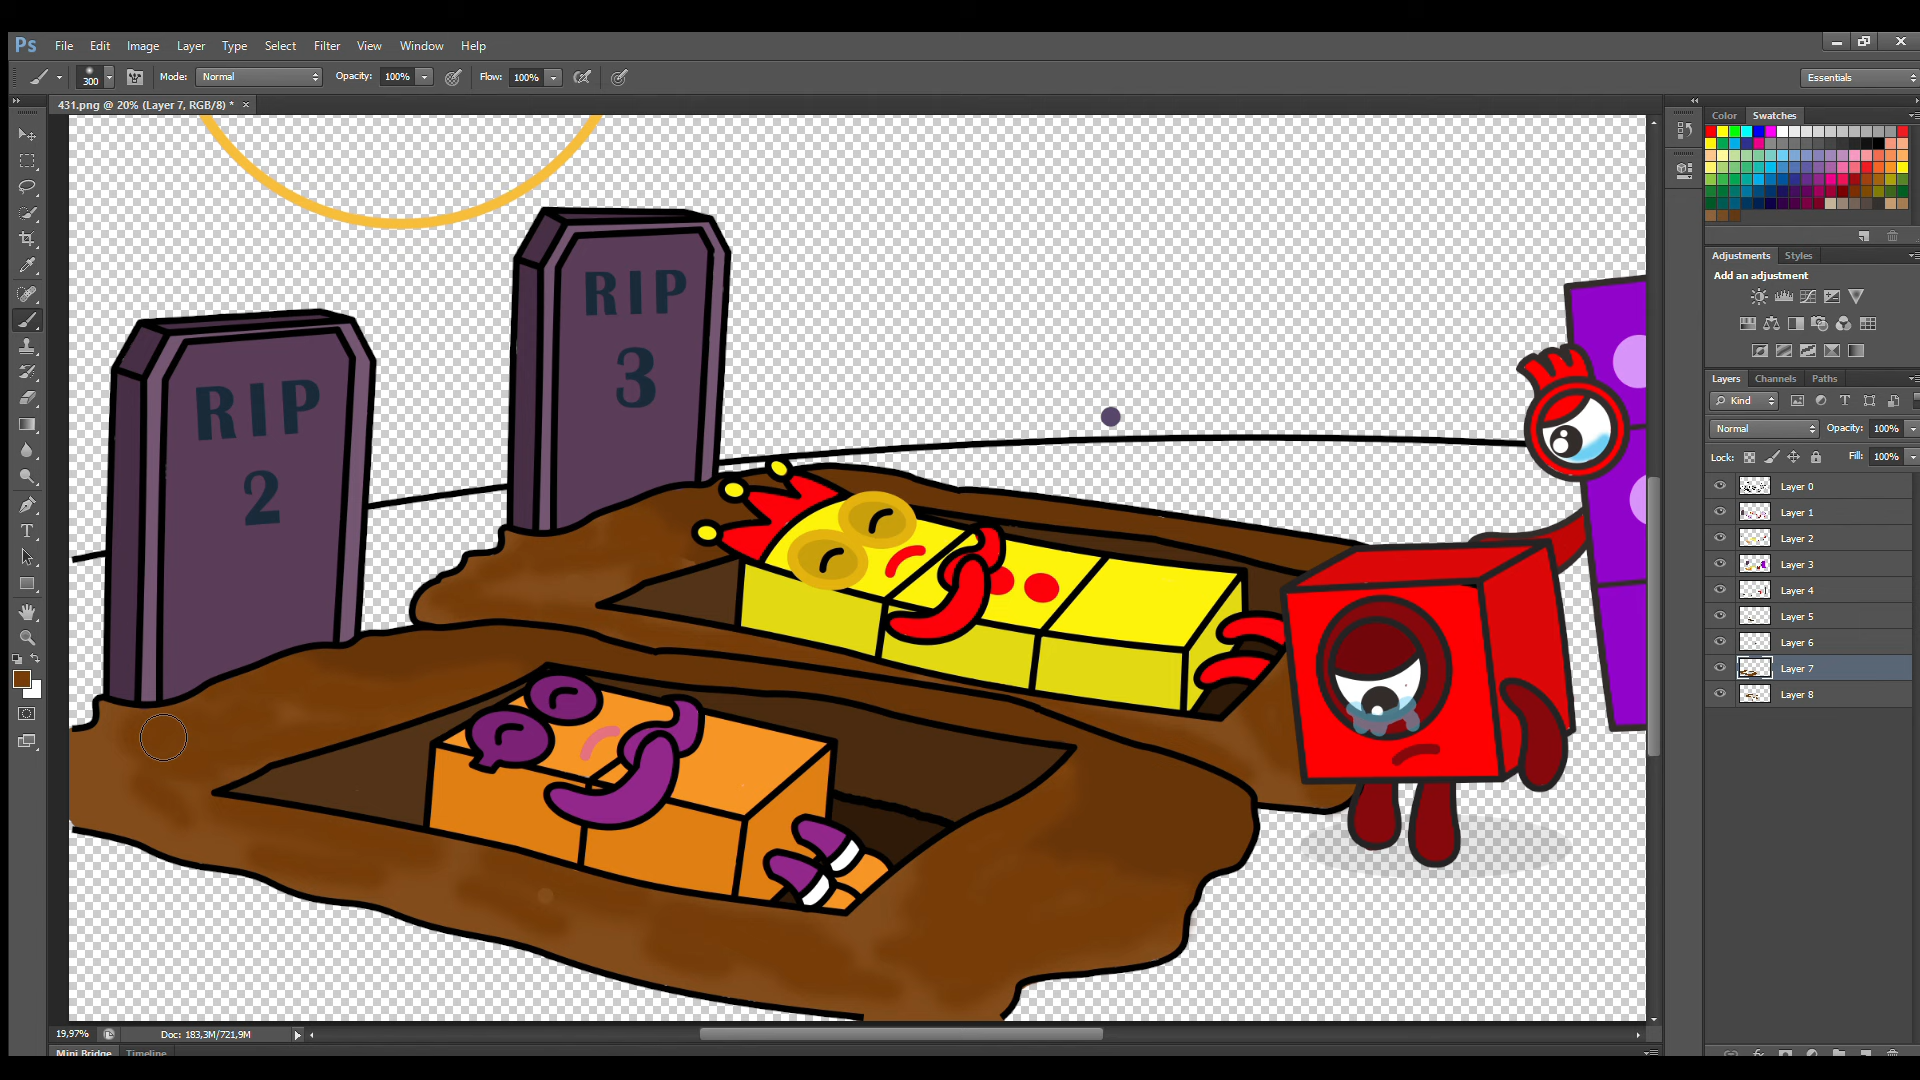 Ps File Edit Image Layer Type Select Filter View Window Help
300 Mode: Normal Opacity: 100% Flow: 100% Essentials
431.png @ 20% (Layer 7, RGB/8) * ×
Color Swatches
Adjustments Styles
Add an adjustment
Layers Channels Paths
Kind
Normal Opacity: 100%
Lock: Fill: 100%
Layer 0
Layer 1
Layer 2
Layer 3
Layer 4
Layer 5
Layer 6
Layer 7
Layer 8
RIP
3
RIP
2
19,97% Doc: 183,3M/721,9M
Mini Bridge Timeline